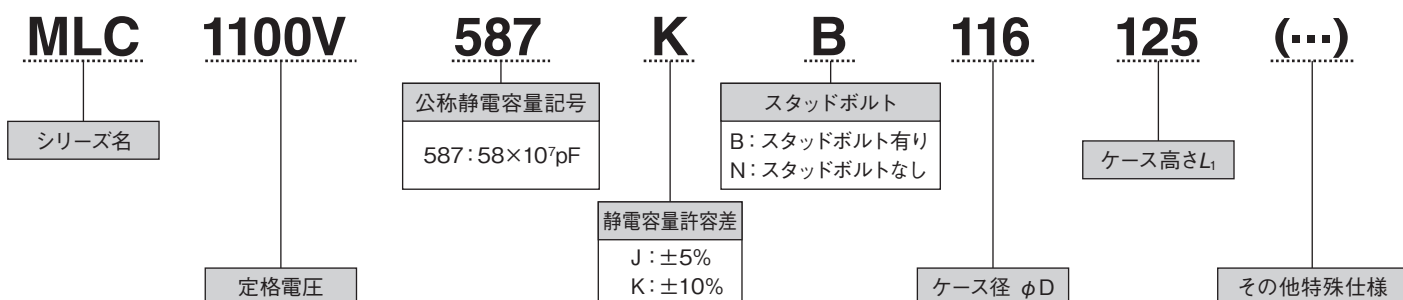 MLC 1100V 587 K B 116 125 (…)
シリーズ名
定格電圧
公称静電容量記号
587：58×10⁷pF
静電容量許容差
J：±5%
K：±10%
スタッドボルト
B：スタッドボルト有り
N：スタッドボルトなし
ケース径 φD
ケース高さL₁
その他特殊仕様